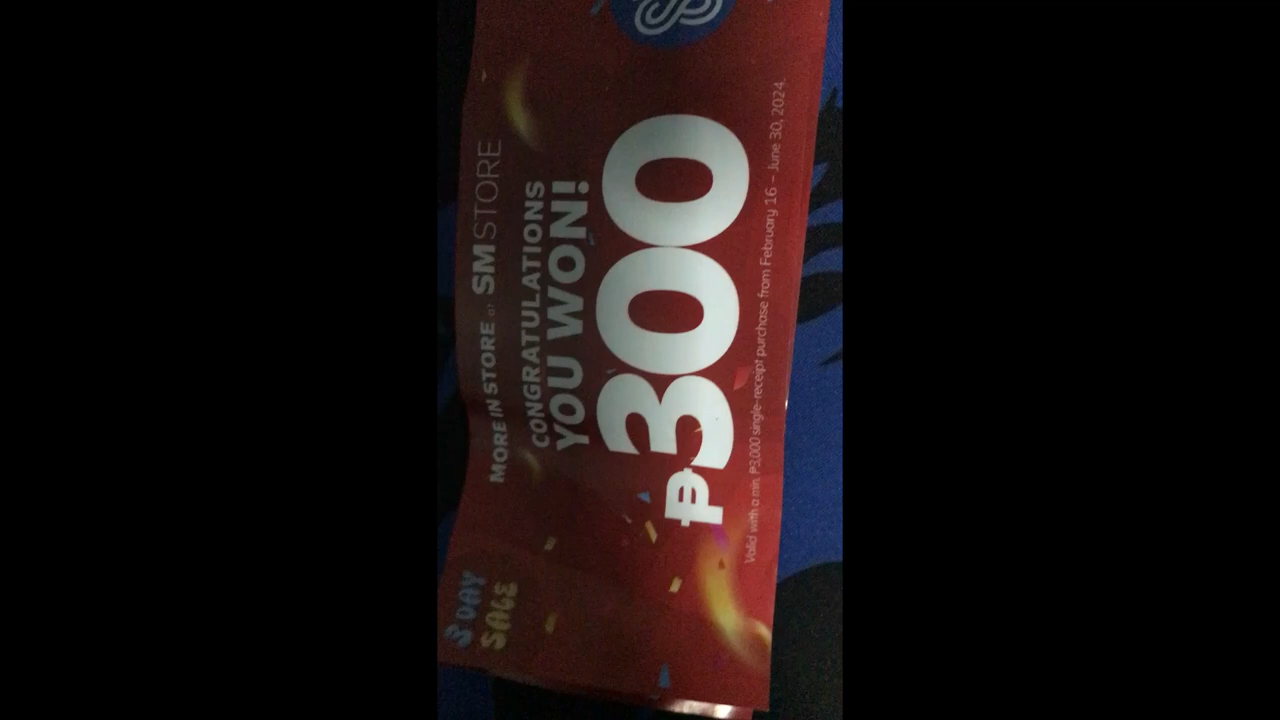 3 DAY
SALE
MORE IN STORE at SM STORE
CONGRATULATIONS
YOU WON!
₱300
Valid with a min. ₱3,000 single-receipt purchase from February 16 – June 30, 2024.